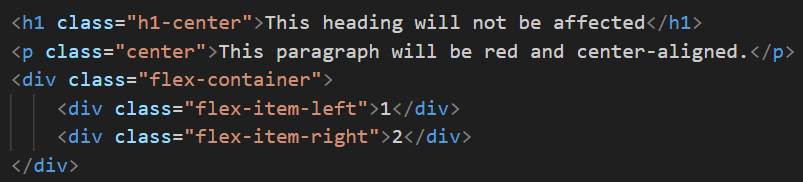 <h1 class="h1-center">This heading will not be affected</h1>
<p class="center">This paragraph will be red and center-aligned.</p>
<div class="flex-container">
    <div class="flex-item-left">1</div>
    <div class="flex-item-right">2</div>
</div>